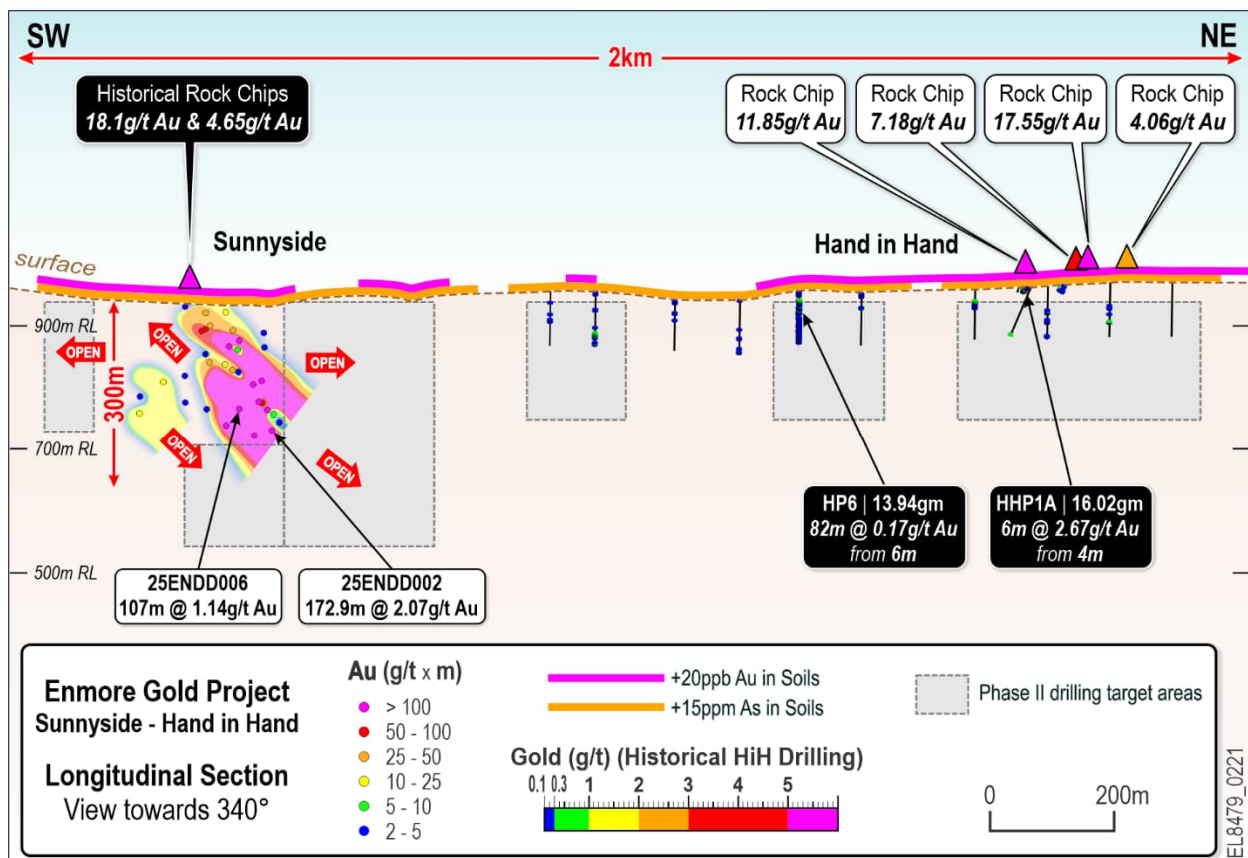 SW
NE
2km
Historical Rock Chips
18.1g/t Au & 4.65g/t Au
Rock Chip
11.85g/t Au
Rock Chip
7.18g/t Au
Rock Chip
17.55g/t Au
Rock Chip
4.06g/t Au
Sunnyside
Hand in Hand
surface
900m RL
700m RL
500m RL
300m
OPEN
OPEN
OPEN
OPEN
OPEN
25ENDD006
107m @ 1.14g/t Au
25ENDD002
172.9m @ 2.07g/t Au
HP6 | 13.94gm
82m @ 0.17g/t Au
from 6m
HHP1A | 16.02gm
6m @ 2.67g/t Au
from 4m
Enmore Gold Project
Sunnyside - Hand in Hand
Longitudinal Section
View towards 340°
Au (g/t x m)
> 100
50 - 100
25 - 50
10 - 25
5 - 10
2 - 5
+20ppb Au in Soils
+15ppm As in Soils
Gold (g/t) (Historical HiH Drilling)
0.1 0.3 1 2 3 4 5
Phase II drilling target areas
0 200m
EL8479_0221